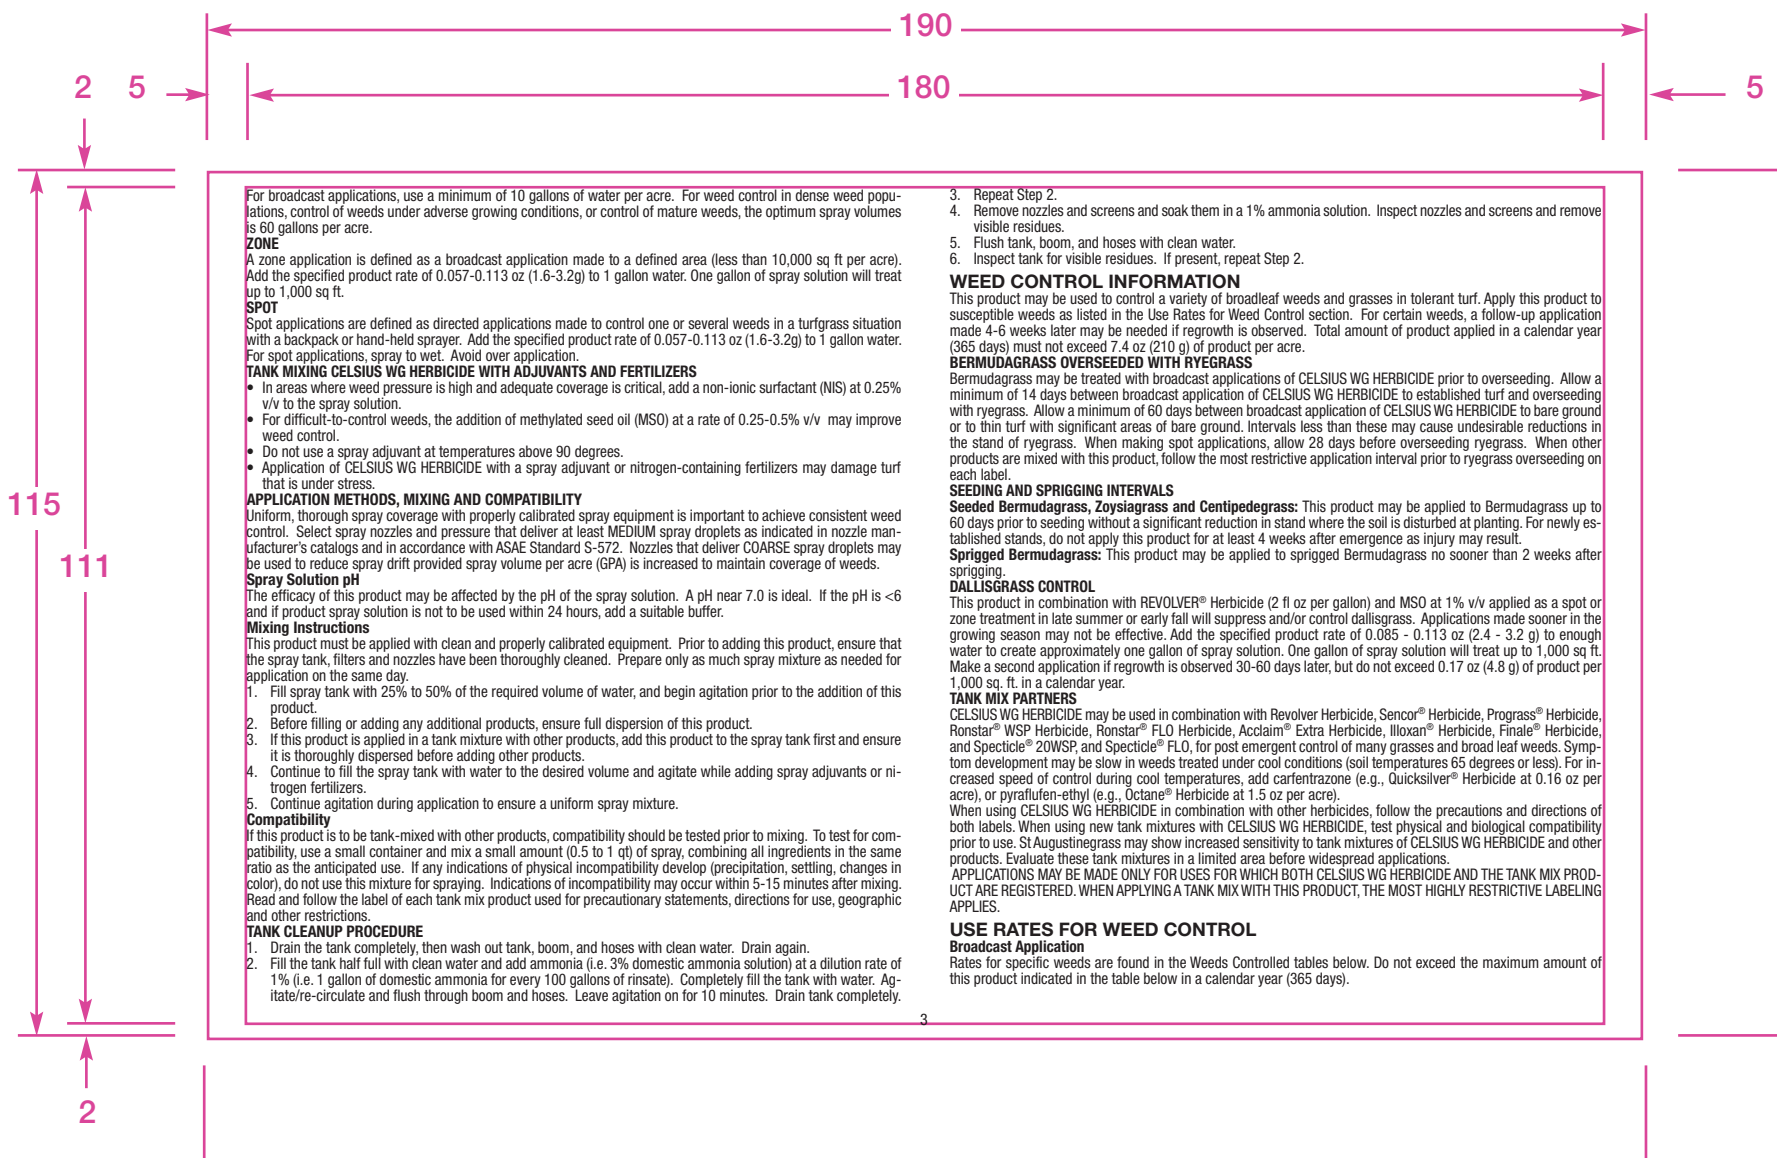 190
2 5 180 5
115
111
2
For broadcast applications, use a minimum of 10 gallons of water per acre. For weed control in dense weed popu-
lations, control of weeds under adverse growing conditions, or control of mature weeds, the optimum spray volumes
is 60 gallons per acre.
ZONE
A zone application is defined as a broadcast application made to a defined area (less than 10,000 sq ft per acre).
Add the specified product rate of 0.057-0.113 oz (1.6-3.2g) to 1 gallon water. One gallon of spray solution will treat
up to 1,000 sq ft.
SPOT
Spot applications are defined as directed applications made to control one or several weeds in a turfgrass situation
with a backpack or hand-held sprayer. Add the specified product rate of 0.057-0.113 oz (1.6-3.2g) to 1 gallon water.
For spot applications, spray to wet. Avoid over application.
TANK MIXING CELSIUS WG HERBICIDE WITH ADJUVANTS AND FERTILIZERS
• In areas where weed pressure is high and adequate coverage is critical, add a non-ionic surfactant (NIS) at 0.25%
v/v to the spray solution.
• For difficult-to-control weeds, the addition of methylated seed oil (MSO) at a rate of 0.25-0.5% v/v may improve
weed control.
• Do not use a spray adjuvant at temperatures above 90 degrees.
• Application of CELSIUS WG HERBICIDE with a spray adjuvant or nitrogen-containing fertilizers may damage turf
that is under stress.
APPLICATION METHODS, MIXING AND COMPATIBILITY
Uniform, thorough spray coverage with properly calibrated spray equipment is important to achieve consistent weed
control. Select spray nozzles and pressure that deliver at least MEDIUM spray droplets as indicated in nozzle man-
ufacturer's catalogs and in accordance with ASAE Standard S-572. Nozzles that deliver COARSE spray droplets may
be used to reduce spray drift provided spray volume per acre (GPA) is increased to maintain coverage of weeds.
Spray Solution pH
The efficacy of this product may be affected by the pH of the spray solution. A pH near 7.0 is ideal. If the pH is <6
and if product spray solution is not to be used within 24 hours, add a suitable buffer.
Mixing Instructions
This product must be applied with clean and properly calibrated equipment. Prior to adding this product, ensure that
the spray tank, filters and nozzles have been thoroughly cleaned. Prepare only as much spray mixture as needed for
application on the same day.
1. Fill spray tank with 25% to 50% of the required volume of water, and begin agitation prior to the addition of this
product.
2. Before filling or adding any additional products, ensure full dispersion of this product.
3. If this product is applied in a tank mixture with other products, add this product to the spray tank first and ensure
it is thoroughly dispersed before adding other products.
4. Continue to fill the spray tank with water to the desired volume and agitate while adding spray adjuvants or ni-
trogen fertilizers.
5. Continue agitation during application to ensure a uniform spray mixture.
Compatibility
If this product is to be tank-mixed with other products, compatibility should be tested prior to mixing. To test for com-
patibility, use a small container and mix a small amount (0.5 to 1 qt) of spray, combining all ingredients in the same
ratio as the anticipated use. If any indications of physical incompatibility develop (precipitation, settling, changes in
color), do not use this mixture for spraying. Indications of incompatibility may occur within 5-15 minutes after mixing.
Read and follow the label of each tank mix product used for precautionary statements, directions for use, geographic
and other restrictions.
TANK CLEANUP PROCEDURE
1. Drain the tank completely, then wash out tank, boom, and hoses with clean water. Drain again.
2. Fill the tank half full with clean water and add ammonia (i.e. 3% domestic ammonia solution) at a dilution rate of
1% (i.e. 1 gallon of domestic ammonia for every 100 gallons of rinsate). Completely fill the tank with water. Ag-
itate/re-circulate and flush through boom and hoses. Leave agitation on for 10 minutes. Drain tank completely.
3. Repeat Step 2.
4. Remove nozzles and screens and soak them in a 1% ammonia solution. Inspect nozzles and screens and remove
visible residues.
5. Flush tank, boom, and hoses with clean water.
6. Inspect tank for visible residues. If present, repeat Step 2.
WEED CONTROL INFORMATION
This product may be used to control a variety of broadleaf weeds and grasses in tolerant turf. Apply this product to
susceptible weeds as listed in the Use Rates for Weed Control section. For certain weeds, a follow-up application
made 4-6 weeks later may be needed if regrowth is observed. Total amount of product applied in a calendar year
(365 days) must not exceed 7.4 oz (210 g) of product per acre.
BERMUDAGRASS OVERSEEDED WITH RYEGRASS
Bermudagrass may be treated with broadcast applications of CELSIUS WG HERBICIDE prior to overseeding. Allow a
minimum of 14 days between broadcast application of CELSIUS WG HERBICIDE to established turf and overseeding
with ryegrass. Allow a minimum of 60 days between broadcast application of CELSIUS WG HERBICIDE to bare ground
or to thin turf with significant areas of bare ground. Intervals less than these may cause undesirable reductions in
the stand of ryegrass. When making spot applications, allow 28 days before overseeding ryegrass. When other
products are mixed with this product, follow the most restrictive application interval prior to ryegrass overseeding on
each label.
SEEDING AND SPRIGGING INTERVALS
Seeded Bermudagrass, Zoysiagrass and Centipedegrass: This product may be applied to Bermudagrass up to
60 days prior to seeding without a significant reduction in stand where the soil is disturbed at planting. For newly es-
tablished stands, do not apply this product for at least 4 weeks after emergence as injury may result.
Sprigged Bermudagrass: This product may be applied to sprigged Bermudagrass no sooner than 2 weeks after
sprigging.
DALLISGRASS CONTROL
This product in combination with REVOLVER® Herbicide (2 fl oz per gallon) and MSO at 1% v/v applied as a spot or
zone treatment in late summer or early fall will suppress and/or control dallisgrass. Applications made sooner in the
growing season may not be effective. Add the specified product rate of 0.085 - 0.113 oz (2.4 - 3.2 g) to enough
water to create approximately one gallon of spray solution. One gallon of spray solution will treat up to 1,000 sq ft.
Make a second application if regrowth is observed 30-60 days later, but do not exceed 0.17 oz (4.8 g) of product per
1,000 sq. ft. in a calendar year.
TANK MIX PARTNERS
CELSIUS WG HERBICIDE may be used in combination with Revolver Herbicide, Sencor® Herbicide, Prograss® Herbicide,
Ronstar® WSP Herbicide, Ronstar® FLO Herbicide, Acclaim® Extra Herbicide, Illoxan® Herbicide, Finale® Herbicide,
and Specticle® 20WSP, and Specticle® FLO, for post emergent control of many grasses and broad leaf weeds. Symp-
tom development may be slow in weeds treated under cool conditions (soil temperatures 65 degrees or less). For in-
creased speed of control during cool temperatures, add carfentrazone (e.g., Quicksilver® Herbicide at 0.16 oz per
acre), or pyraflufen-ethyl (e.g., Octane® Herbicide at 1.5 oz per acre).
When using CELSIUS WG HERBICIDE in combination with other herbicides, follow the precautions and directions of
both labels. When using new tank mixtures with CELSIUS WG HERBICIDE, test physical and biological compatibility
prior to use. St Augustinegrass may show increased sensitivity to tank mixtures of CELSIUS WG HERBICIDE and other
products. Evaluate these tank mixtures in a limited area before widespread applications.
APPLICATIONS MAY BE MADE ONLY FOR USES FOR WHICH BOTH CELSIUS WG HERBICIDE AND THE TANK MIX PROD-
UCT ARE REGISTERED. WHEN APPLYING A TANK MIX WITH THIS PRODUCT, THE MOST HIGHLY RESTRICTIVE LABELING
APPLIES.
USE RATES FOR WEED CONTROL
Broadcast Application
Rates for specific weeds are found in the Weeds Controlled tables below. Do not exceed the maximum amount of
this product indicated in the table below in a calendar year (365 days).
3